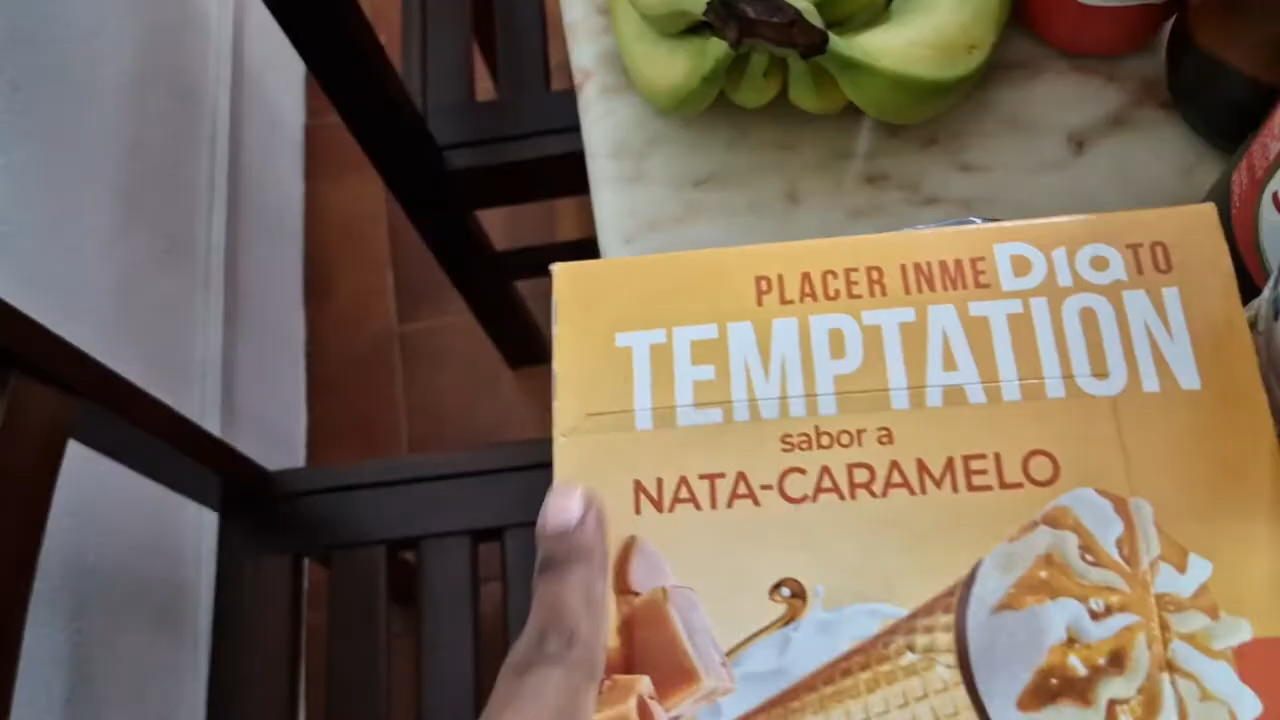 PLACER INMEDiaTO
TEMPTATION
sabor a
NATA-CARAMELO